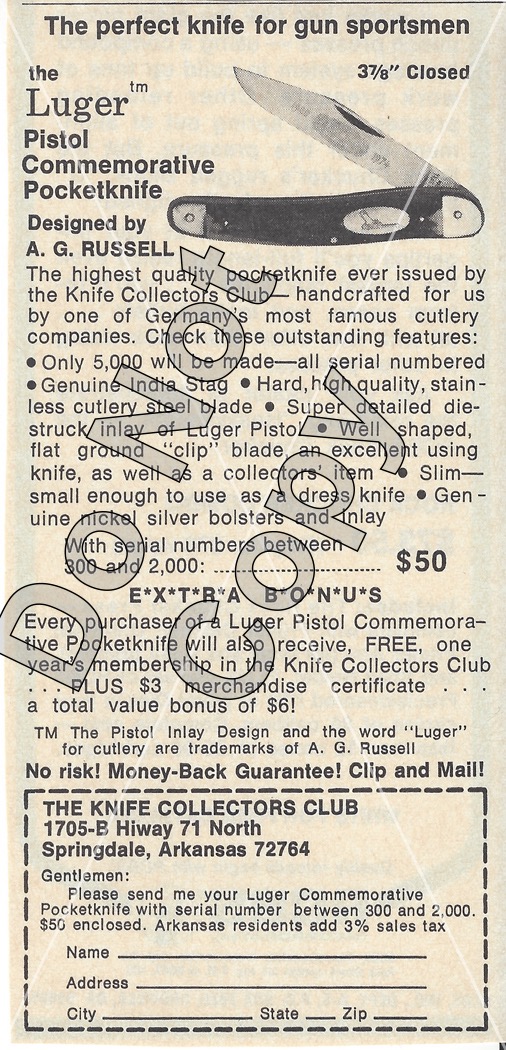 The perfect knife for gun sportsmen
3⅞” Closed
the
Luger™
Pistol
Commemorative
Pocketknife
Designed by
A. G. RUSSELL
The highest quality pocketknife ever issued by
the Knife Collectors Club— handcrafted for us
by one of Germany's most famous cutlery
companies. Check these outstanding features:
● Only 5,000 will be made—all serial numbered
● Genuine India Stag ● Hard, high quality, stain-
less cutlery steel blade ● Super detailed die-
struck inlay of Luger Pistol ● Well shaped,
flat ground “clip” blade, an excellent using
knife, as well as a collectors' item ● Slim—
small enough to use as a dress knife ● Gen-
uine nickel silver bolsters and inlay
With serial numbers between
300 and 2,000: ................................ $50
E*X*T*R*A B*O*N*U*S
Every purchaser of a Luger Pistol Commemora-
tive Pocketknife will also receive, FREE, one
year's membership in the Knife Collectors Club
. . . PLUS $3 merchandise certificate . . .
a total value bonus of $6!
TM The Pistol Inlay Design and the word “Luger”
for cutlery are trademarks of A. G. Russell
No risk! Money-Back Guarantee! Clip and Mail!
THE KNIFE COLLECTORS CLUB
1705-B Hiway 71 North
Springdale, Arkansas 72764
Gentlemen:
Please send me your Luger Commemorative
Pocketknife with serial number between 300 and 2,000.
$50 enclosed. Arkansas residents add 3% sales tax
Name
Address
City State Zip
Do Not
Copy